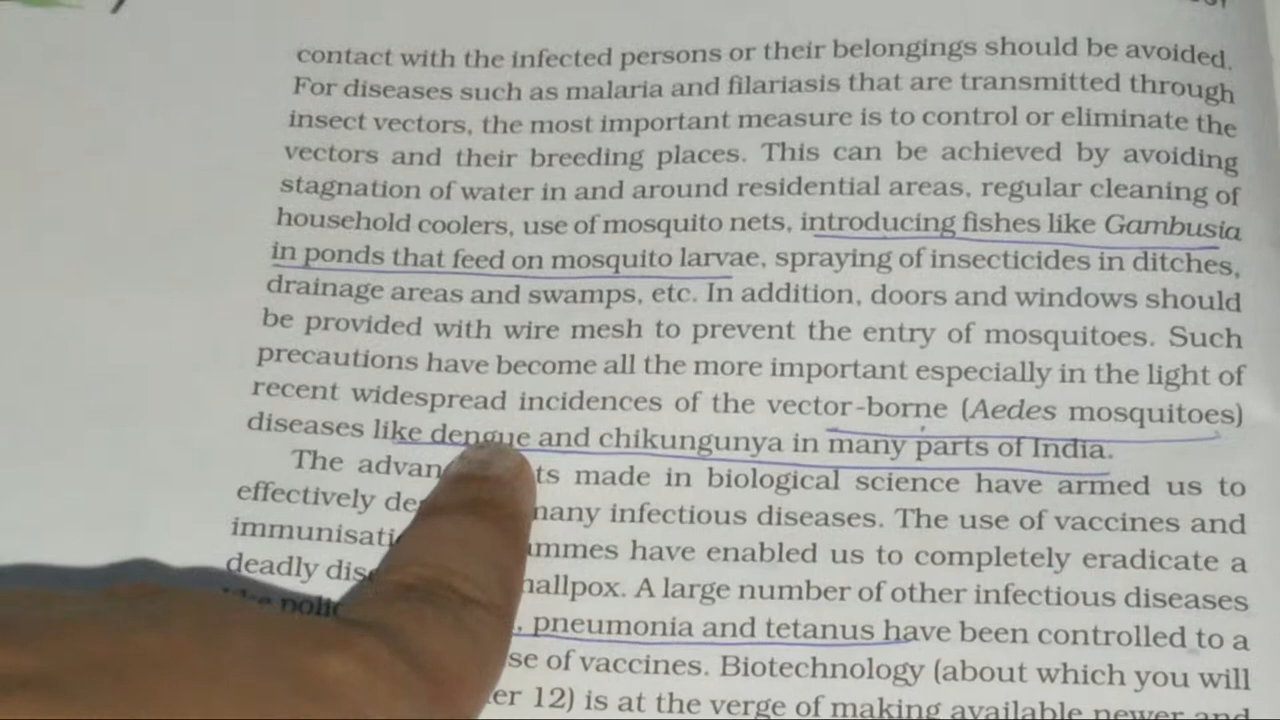 contact with the infected persons or their belongings should be avoided.
For diseases such as malaria and filariasis that are transmitted through
insect vectors, the most important measure is to control or eliminate the
vectors and their breeding places. This can be achieved by avoiding
stagnation of water in and around residential areas, regular cleaning of
household coolers, use of mosquito nets, introducing fishes like Gambusia
in ponds that feed on mosquito larvae, spraying of insecticides in ditches,
drainage areas and swamps, etc. In addition, doors and windows should
be provided with wire mesh to prevent the entry of mosquitoes. Such
precautions have become all the more important especially in the light of
recent widespread incidences of the vector-borne (Aedes mosquitoes)
diseases like dengue and chikungunya in many parts of India.
The made in biological science have armed us to
effectively many infectious diseases. The use of vaccines and
have enabled us to completely eradicate a
deadly smallpox. A large number of other infectious diseases
pneumonia and tetanus have been controlled to a
of vaccines. Biotechnology (about which you will
12) is at the verge of making available newer and